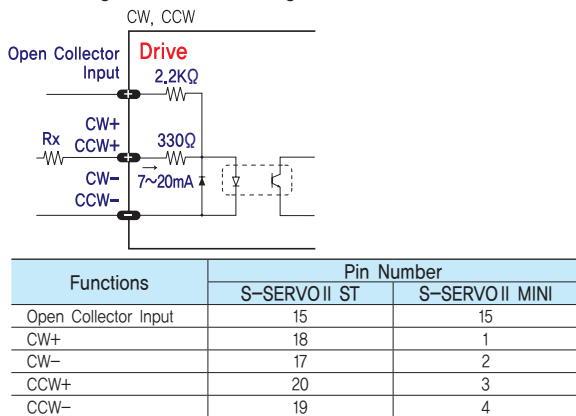 CW, CCW
Open Collector Input
Drive
2.2KΩ
CW+
CCW+
Rx
330Ω
7~20mA
CW-
CCW-
Functions Pin Number
S-SERVOⅡ ST S-SERVOⅡ MINI
Open Collector Input 15 15
CW+ 18 1
CW- 17 2
CCW+ 20 3
CCW- 19 4